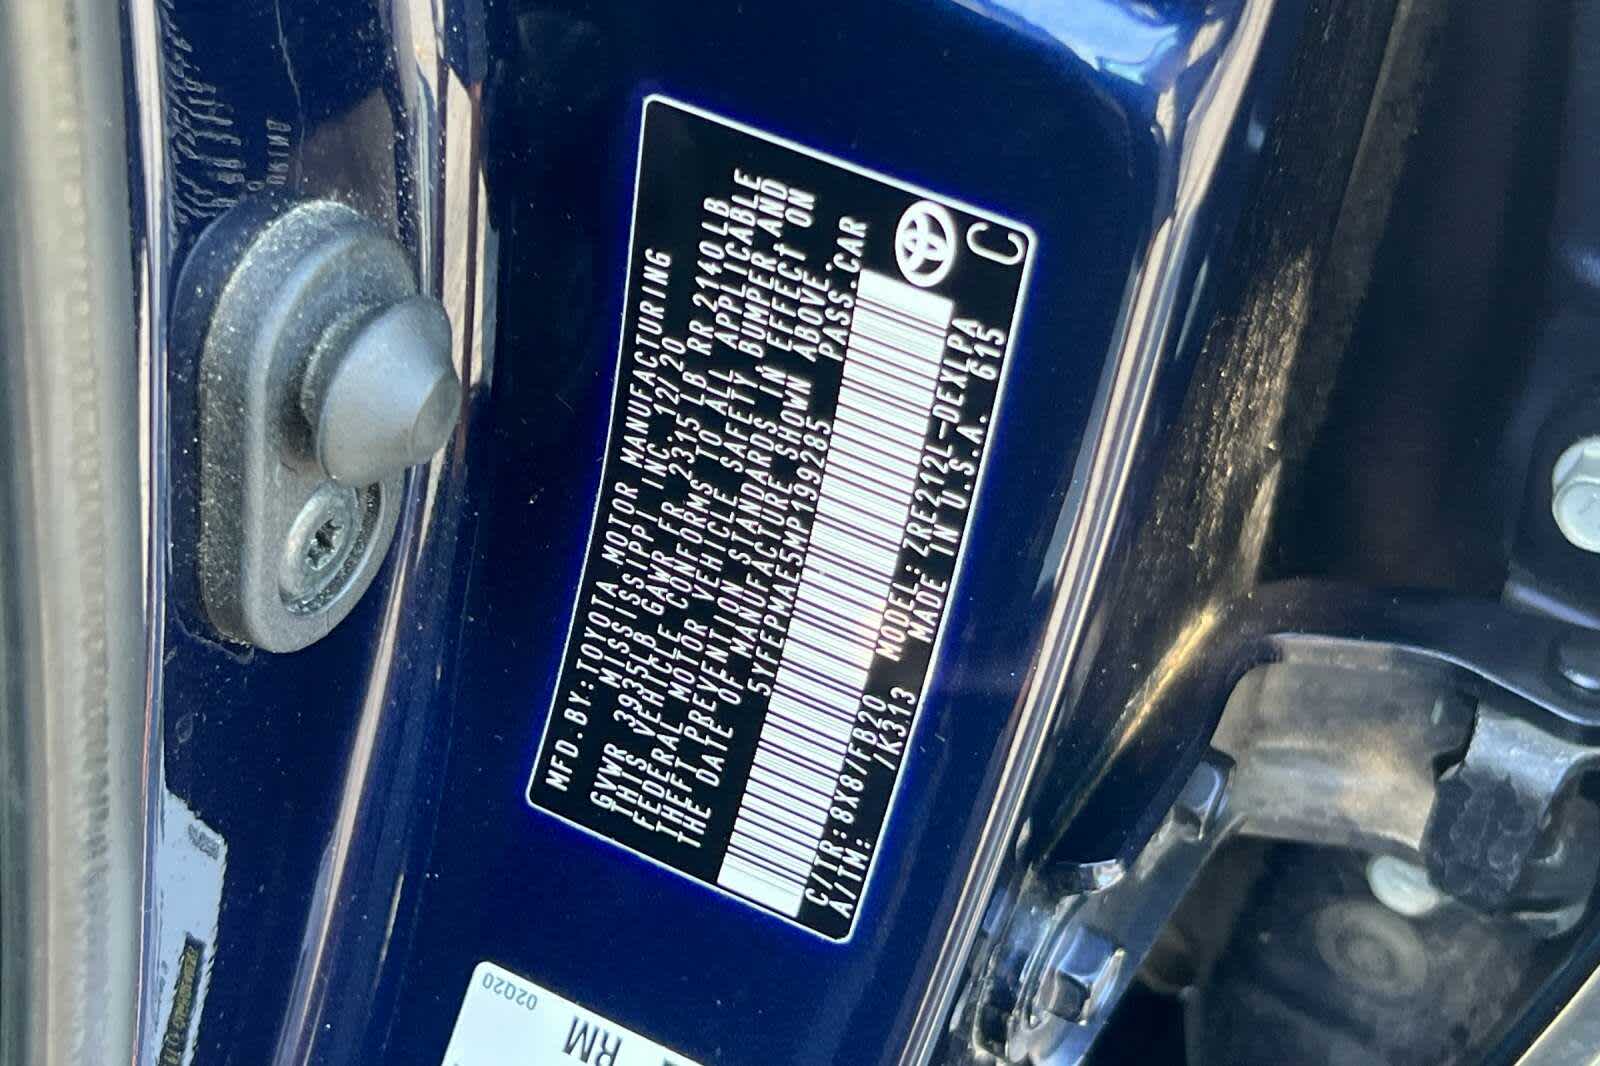 MFD.BY:TOYOTA MOTOR MANUFACTURING
MISSISSIPPI, INC. 12/20
GVWR 3935LB GAWR FR 2315 LB RR 2140 LB
THIS VEHICLE CONFORMS TO ALL APPLICABLE
FEDERAL MOTOR VEHICLE SAFETY BUMPER AND
THEFT PREVENTION STANDARDS IN EFFECT ON
THE DATE OF MANUFACTURE SHOWN ABOVE.
5YFEPMAE5MP199285 PASS.CAR
C/TR:8X8/FB20 MODEL:ZRE212L-DEXLPA
A/TM: /K313 MADE IN U.S.A. 615
C
02020
RM